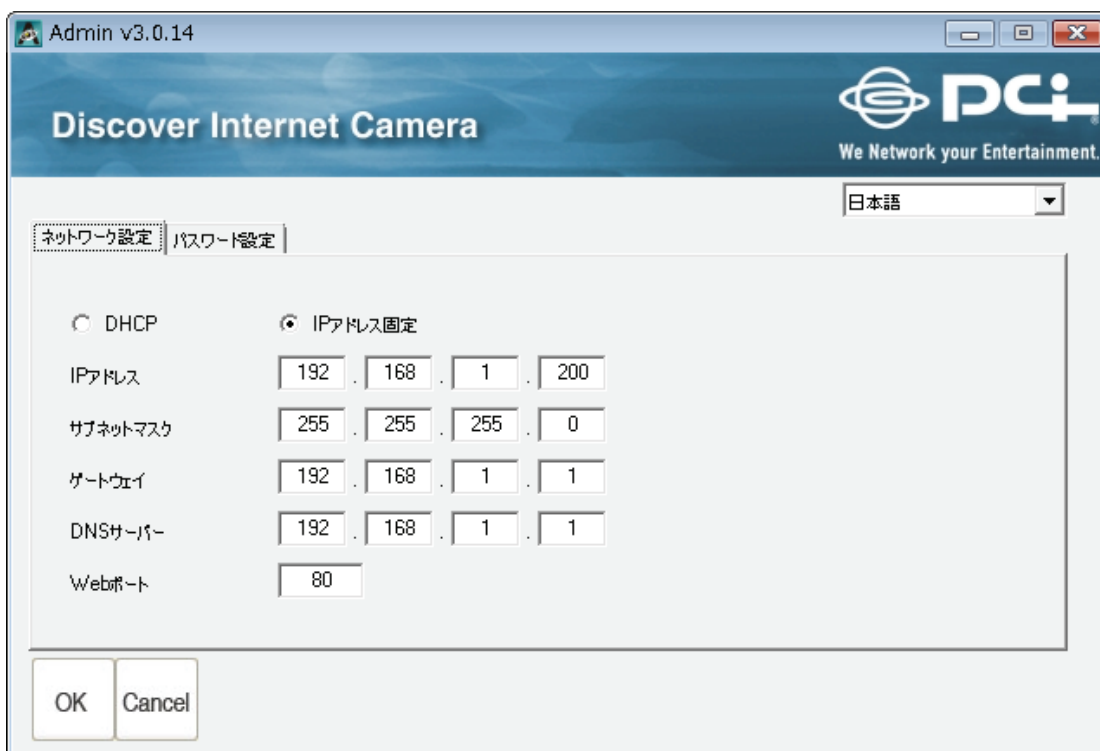 Admin v3.0.14
Discover Internet Camera
PCi
We Network your Entertainment.
日本語
ネットワーク設定 パスワード設定
DHCP IPアドレス固定
IPアドレス 192 . 168 . 1 . 200
サブネットマスク 255 . 255 . 255 . 0
ゲートウェイ 192 . 168 . 1 . 1
DNSサーバー 192 . 168 . 1 . 1
Webポート 80
OK Cancel